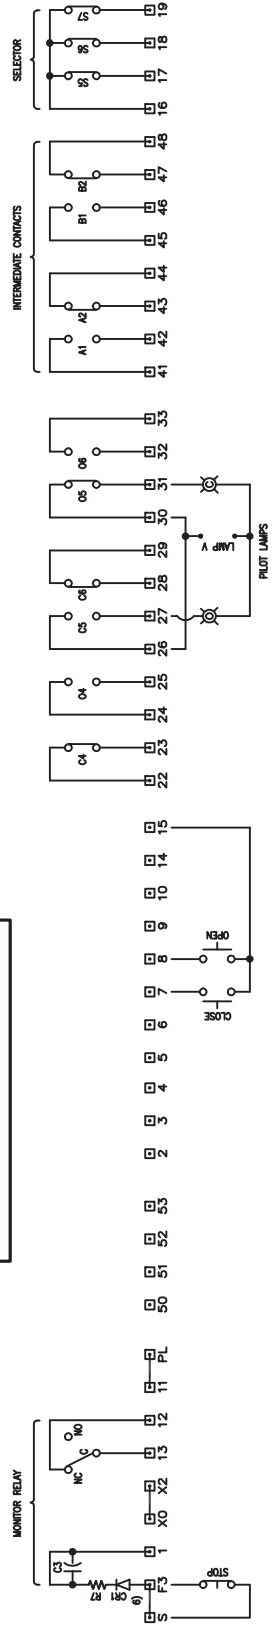 SELECTOR
S7
S6
S5
19
18
17
16
INTERMEDIATE CONTACTS
B2
B1
A2
A1
48
47
46
45
44
43
42
41
O6
O5
C6
C5
O4
C4
33
32
31
30
29
28
27
26
25
24
23
22
C
O
LAMP V
PILOT LAMPS
15
14
10
9
8
7
6
5
4
3
2
OPEN
CLOSE
53
52
51
50
PL
11
MONITOR RELAY
NO
NC
C
12
13
X2
X0
1
F3
S
C3
R7
CR1
6)
STOP